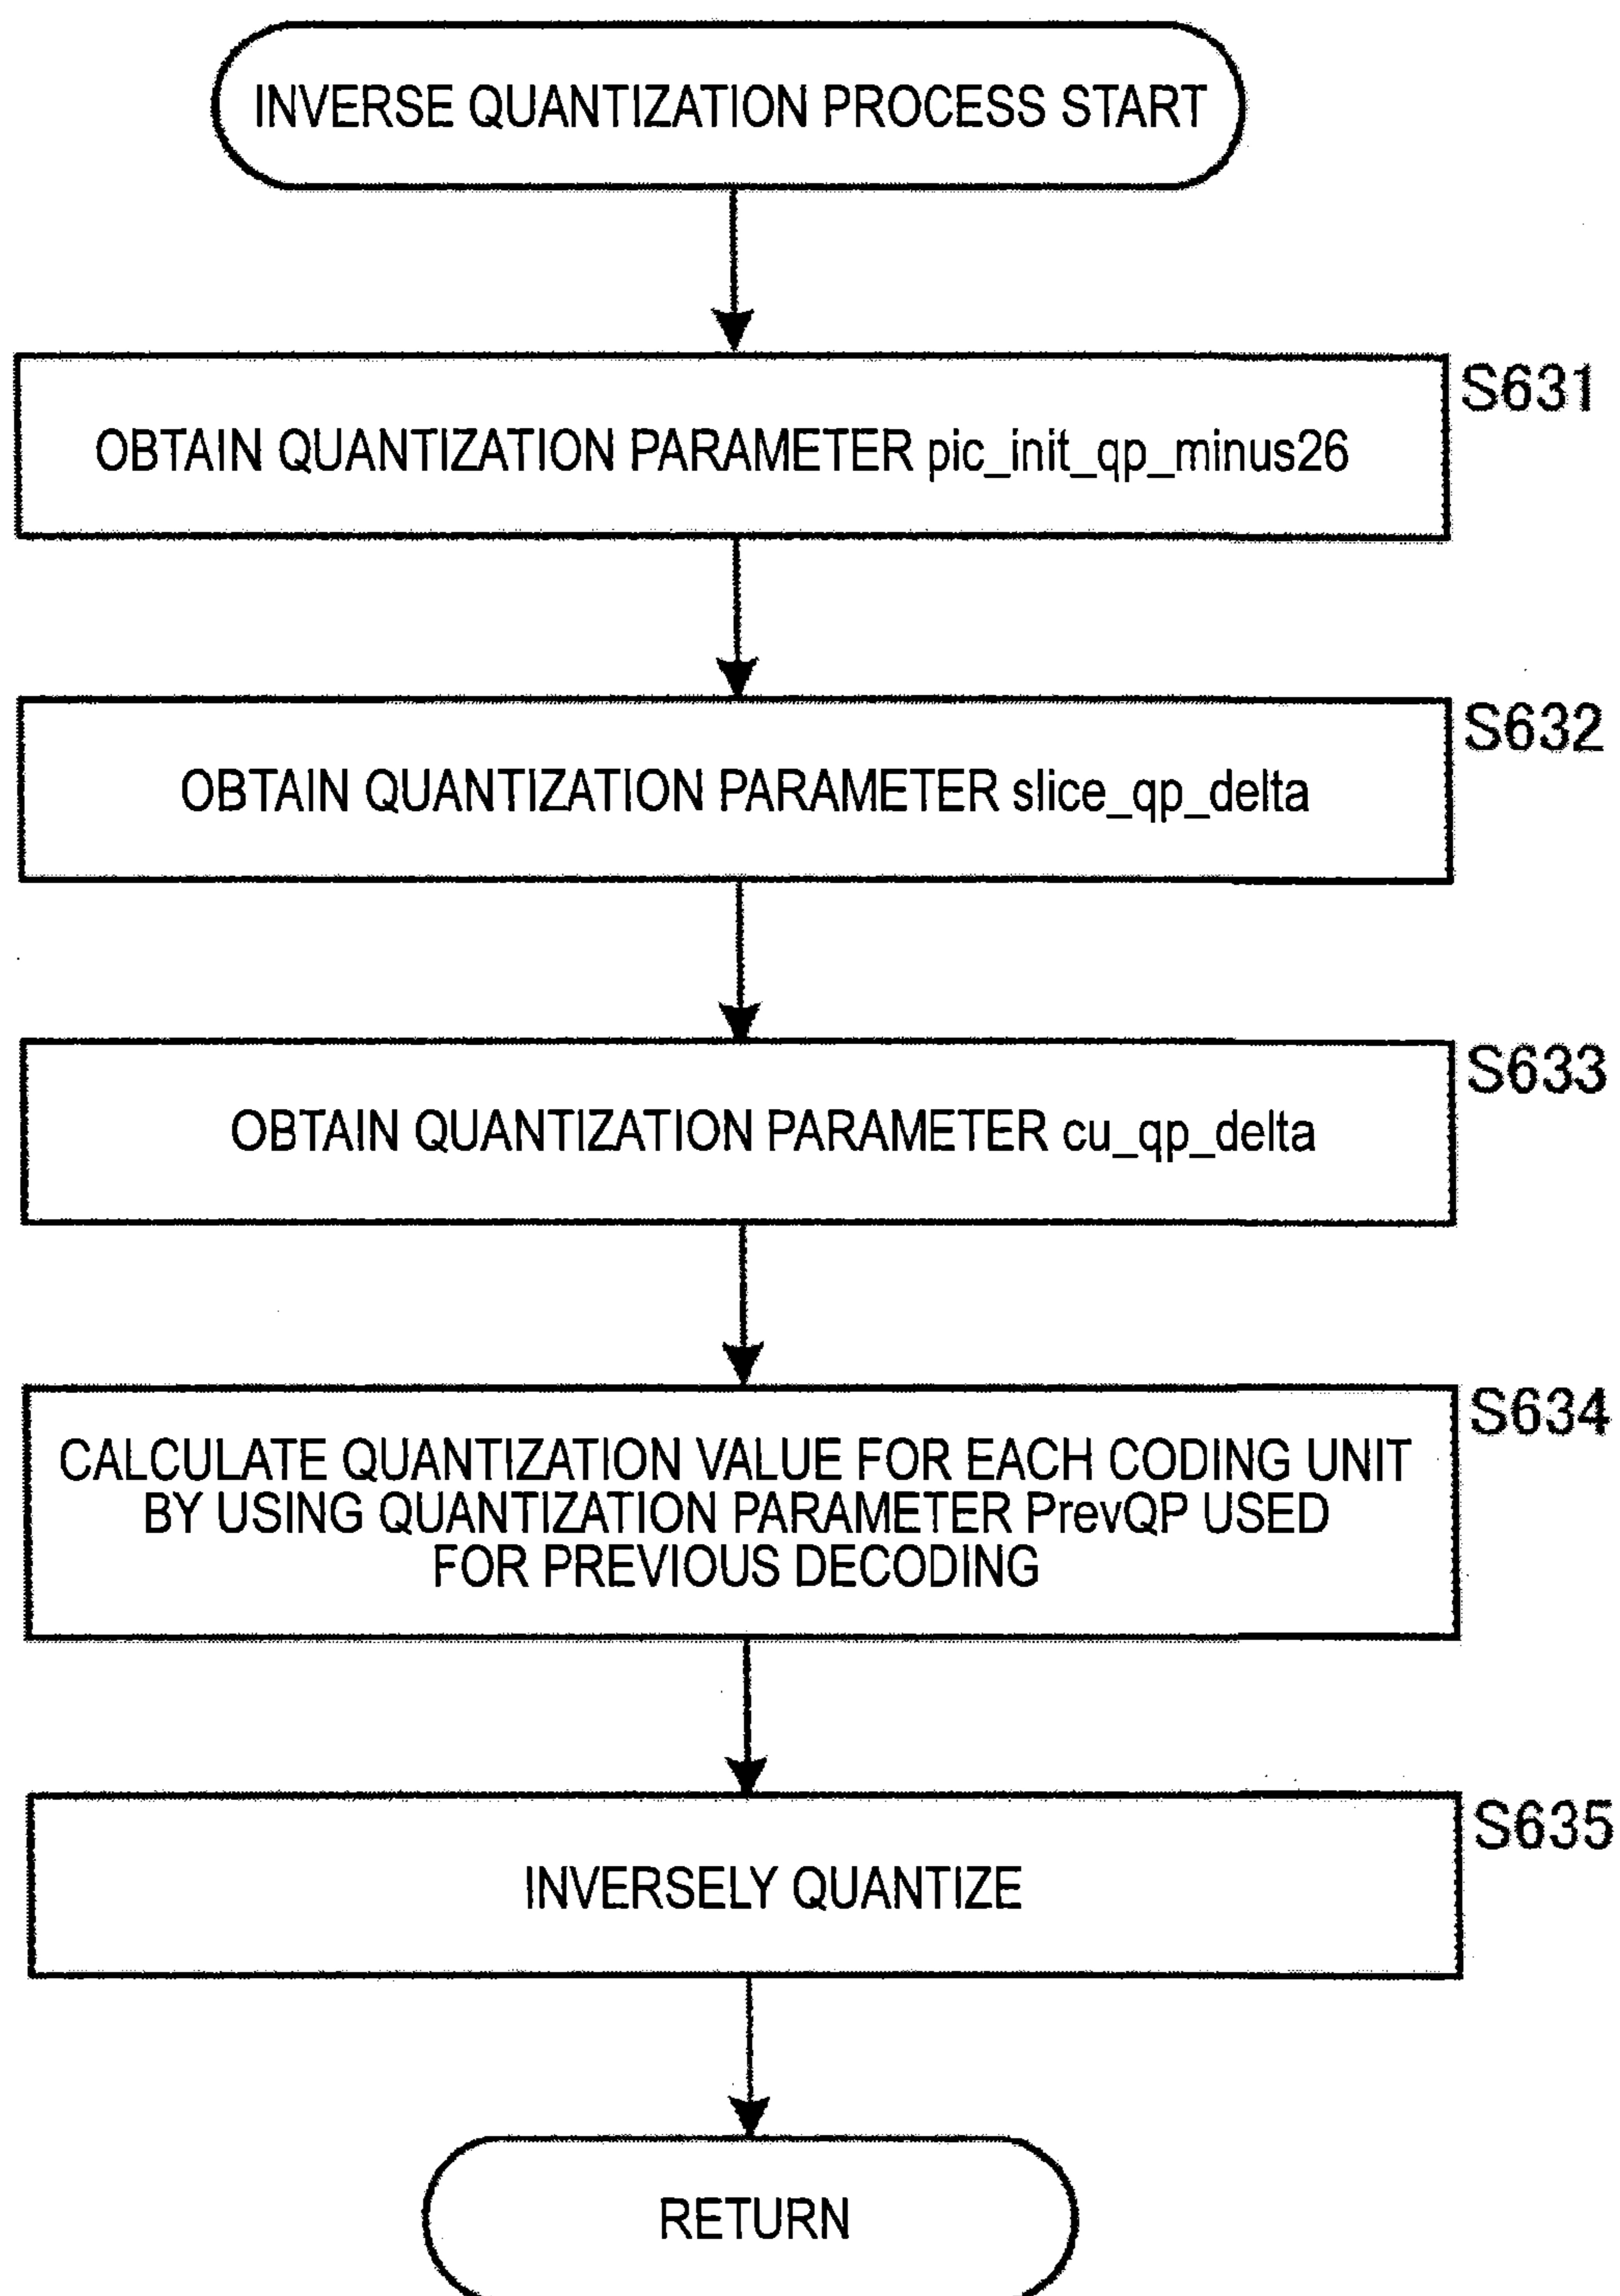 INVERSE QUANTIZATION PROCESS START
S631
OBTAIN QUANTIZATION PARAMETER pic_init_qp_minus26
S632
OBTAIN QUANTIZATION PARAMETER slice_qp_delta
S633
OBTAIN QUANTIZATION PARAMETER cu_qp_delta
S634
CALCULATE QUANTIZATION VALUE FOR EACH CODING UNIT
BY USING QUANTIZATION PARAMETER PrevQP USED
FOR PREVIOUS DECODING
S635
INVERSELY QUANTIZE
RETURN